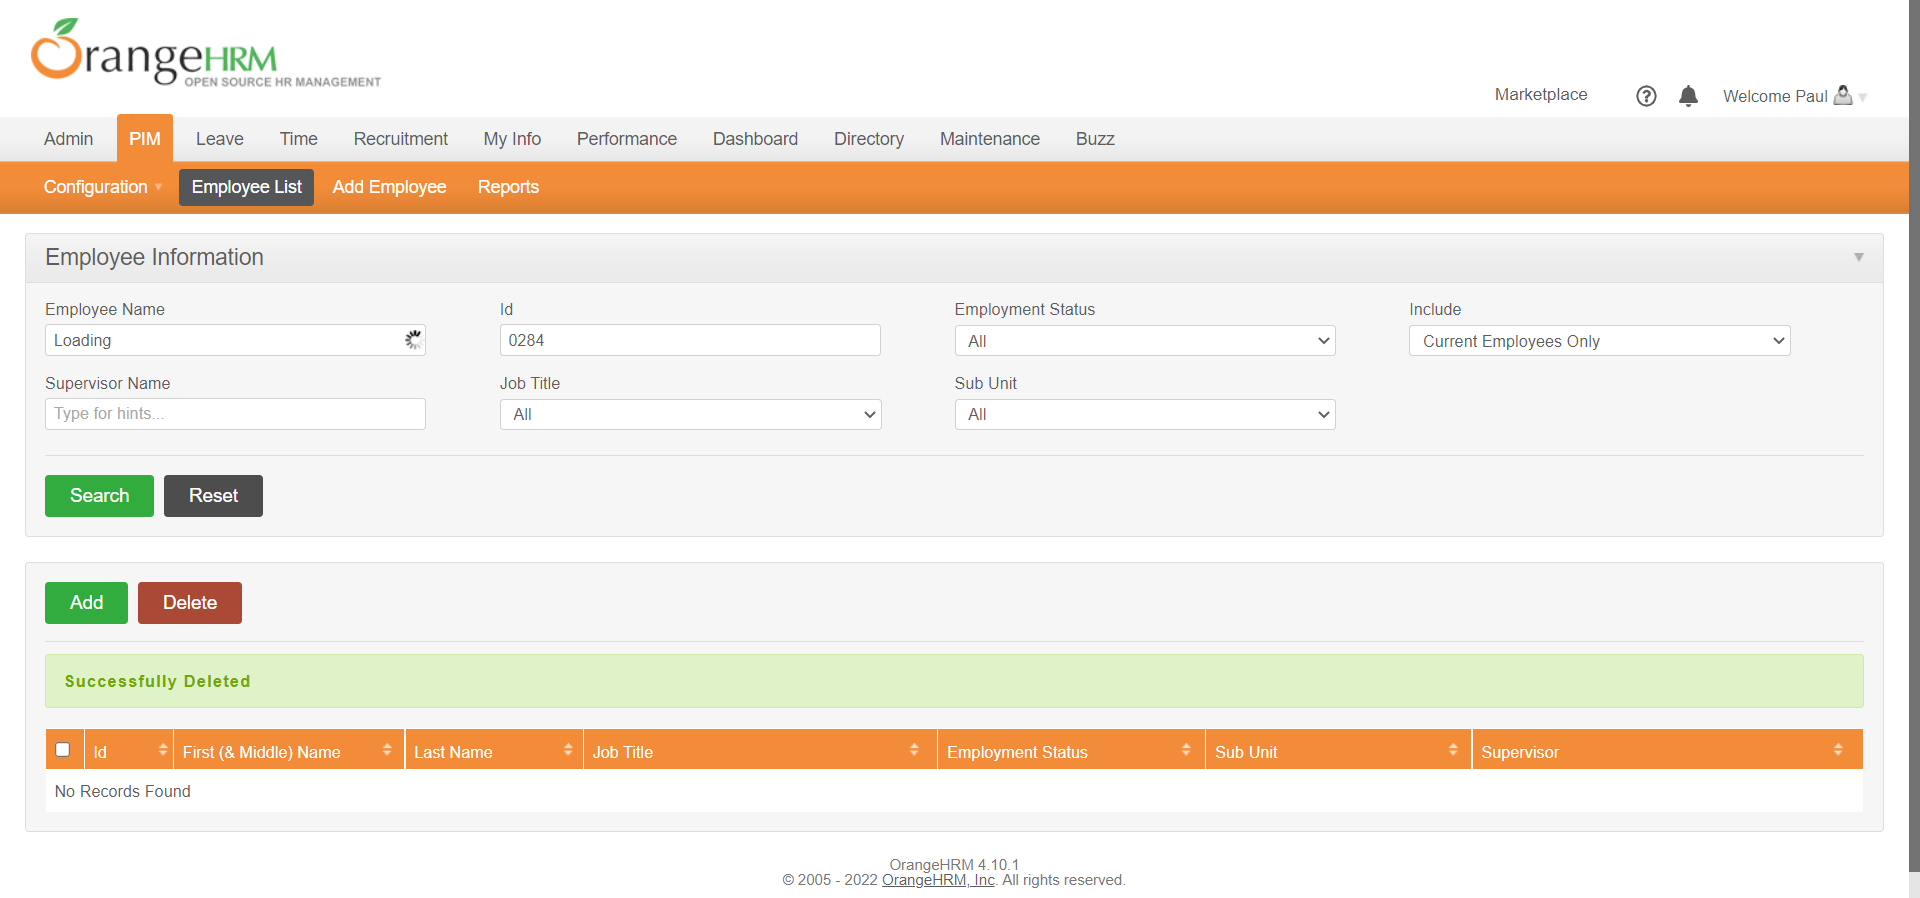 OrangeHRM
OPEN SOURCE HR MANAGEMENT
Marketplace
Welcome Paul
Admin PIM Leave Time Recruitment My Info Performance Dashboard Directory Maintenance Buzz
Configuration Employee List Add Employee Reports
Employee Information
Employee Name Id Employment Status Include
Loading 0284 All Current Employees Only
Supervisor Name Job Title Sub Unit
Type for hints... All All
Search Reset
Add Delete
Successfully Deleted
Id First (& Middle) Name Last Name Job Title Employment Status Sub Unit Supervisor
No Records Found
OrangeHRM 4.10.1
© 2005 - 2022 OrangeHRM, Inc. All rights reserved.